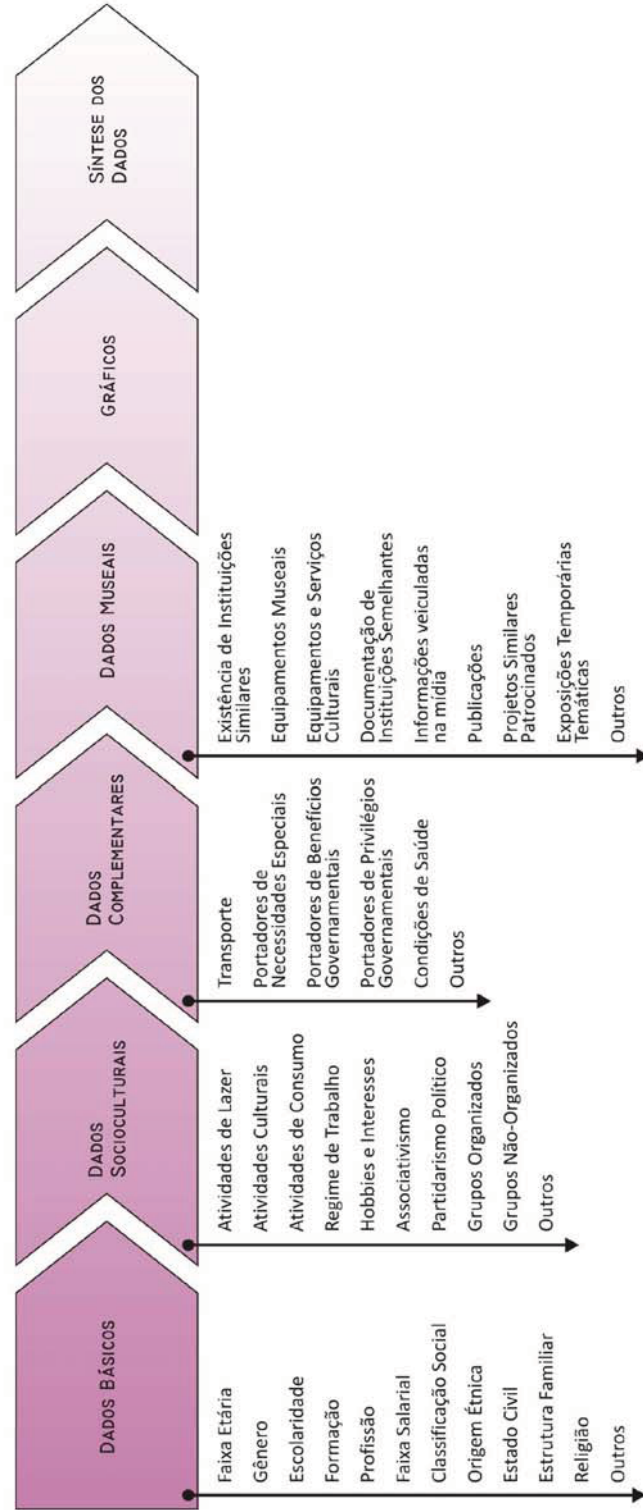 DADOS BÁSICOS
Faixa Etária
Gênero
Escolaridade
Formação
Profissão
Faixa Salarial
Classificação Social
Origem Étnica
Estado Civil
Estrutura Familiar
Religião
Outros
DADOS
SOCIOCULTURAIS
Atividades de Lazer
Atividades Culturais
Atividades de Consumo
Regime de Trabalho
Hobbies e Interesses
Associativismo
Partidarismo Político
Grupos Organizados
Grupos Não-Organizados
Outros
DADOS
COMPLEMENTARES
Transporte
Portadores de
Necessidades Especiais
Portadores de Benefícios
Governamentais
Portadores de Privilégios
Governamentais
Condições de Saúde
Outros
DADOS MUSEAIS
Existência de Instituições
Similares
Equipamentos Museais
Equipamentos e Serviços
Culturais
Documentação de
Instituições Semelhantes
Informações veiculadas
na mídia
Publicações
Projetos Similares
Patrocinados
Exposições Temporárias
Temáticas
Outros
GRÁFICOS
SÍNTESE DOS
DADOS